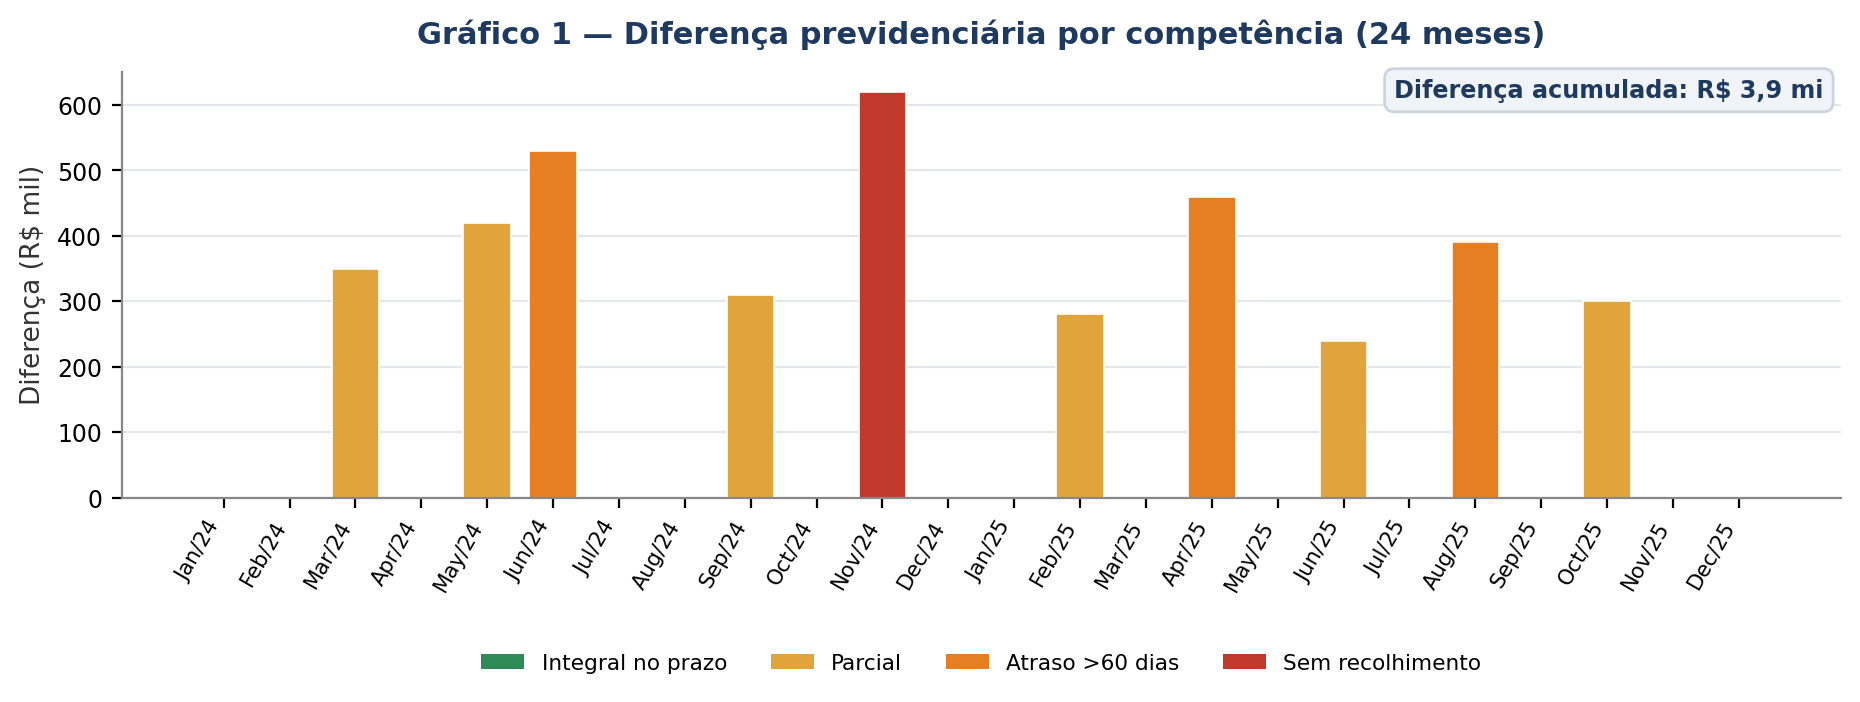 Gráfico 1 — Diferença previdenciária por competência (24 meses)
Diferença acumulada: R$ 3,9 mi
Diferença (R$ mil)
600
500
400
300
200
100
0
Jan/24
Feb/24
Mar/24
Apr/24
May/24
Jun/24
Jul/24
Aug/24
Sep/24
Oct/24
Nov/24
Dec/24
Jan/25
Feb/25
Mar/25
Apr/25
May/25
Jun/25
Jul/25
Aug/25
Sep/25
Oct/25
Nov/25
Dec/25
Integral no prazo
Parcial
Atraso >60 dias
Sem recolhimento